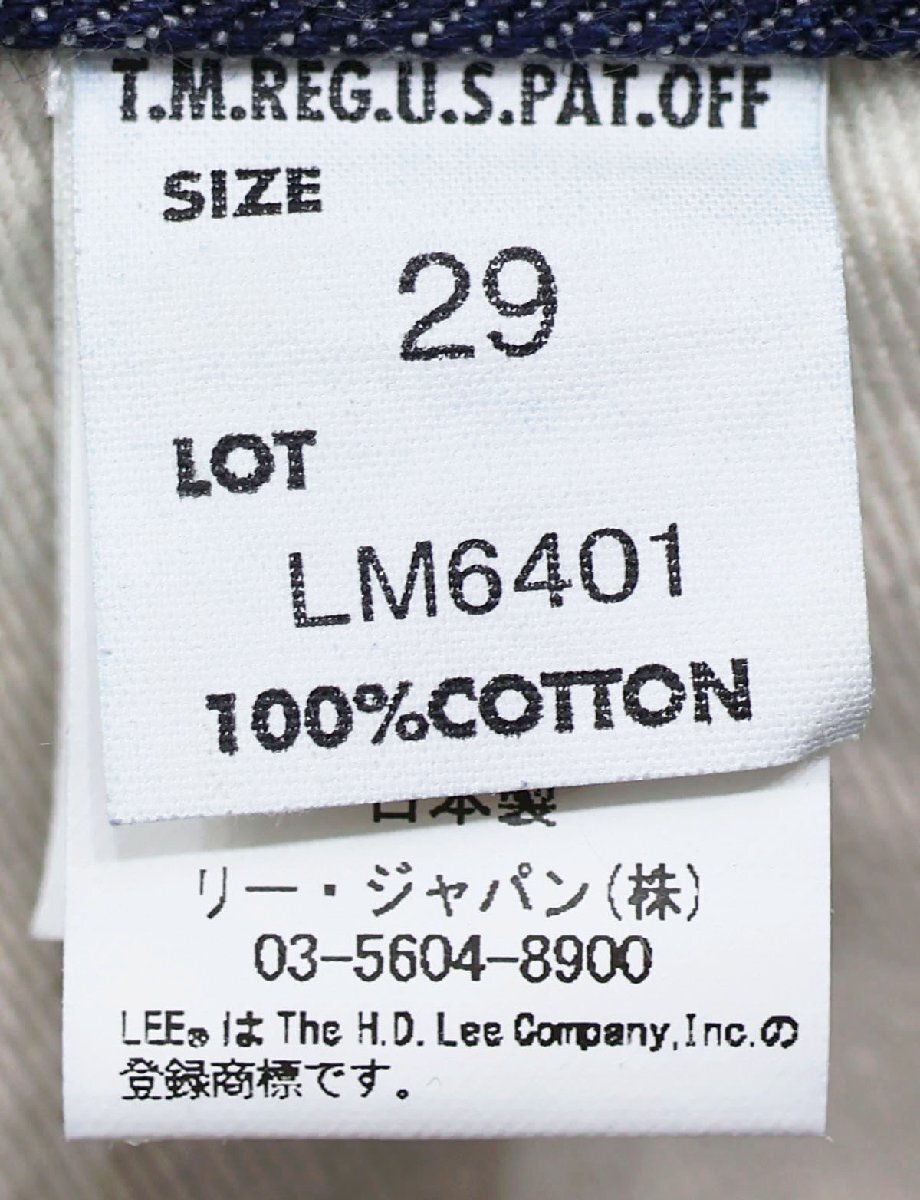 T.M.REG.U.S.PAT.OFF
SIZE
29
LOT
LM6401
100%COTTON
日本製
リー・ジャパン(株)
03-5604-8900
LEE®は The H.D. Lee Company,Inc.の
登録商標です。